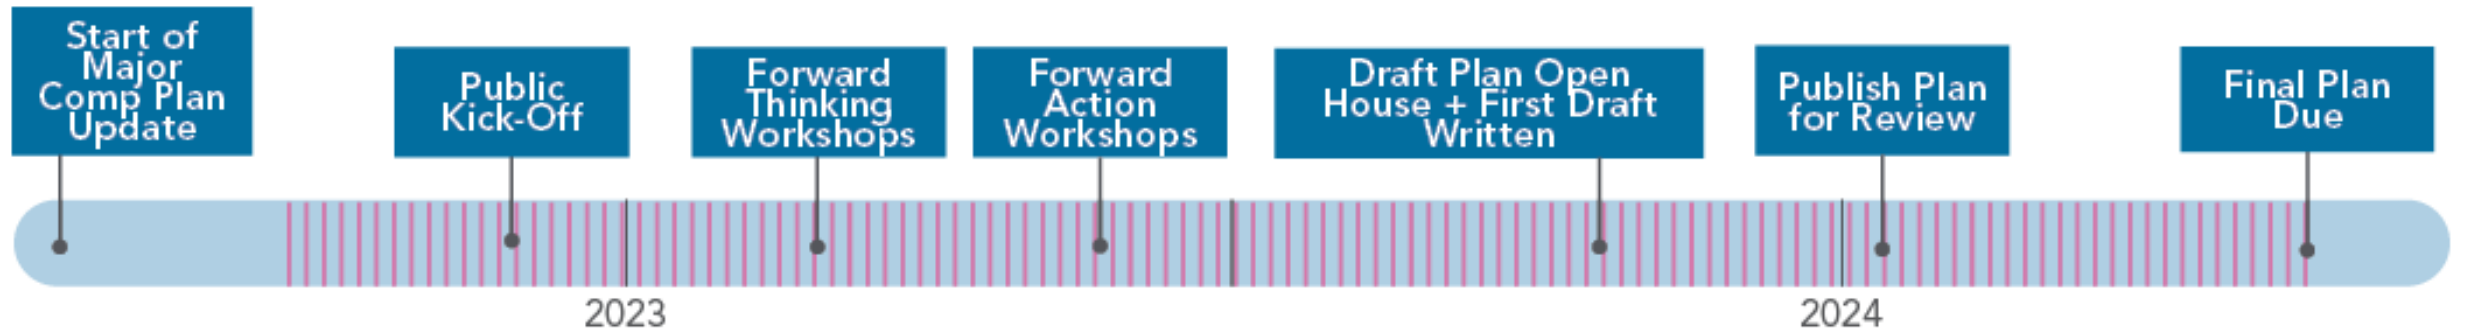 Start of
Major
Comp Plan
Update
Public
Kick-Off
Forward
Thinking
Workshops
Forward
Action
Workshops
Draft Plan Open
House + First Draft
Written
Publish Plan
for Review
Final Plan
Due
2023
2024